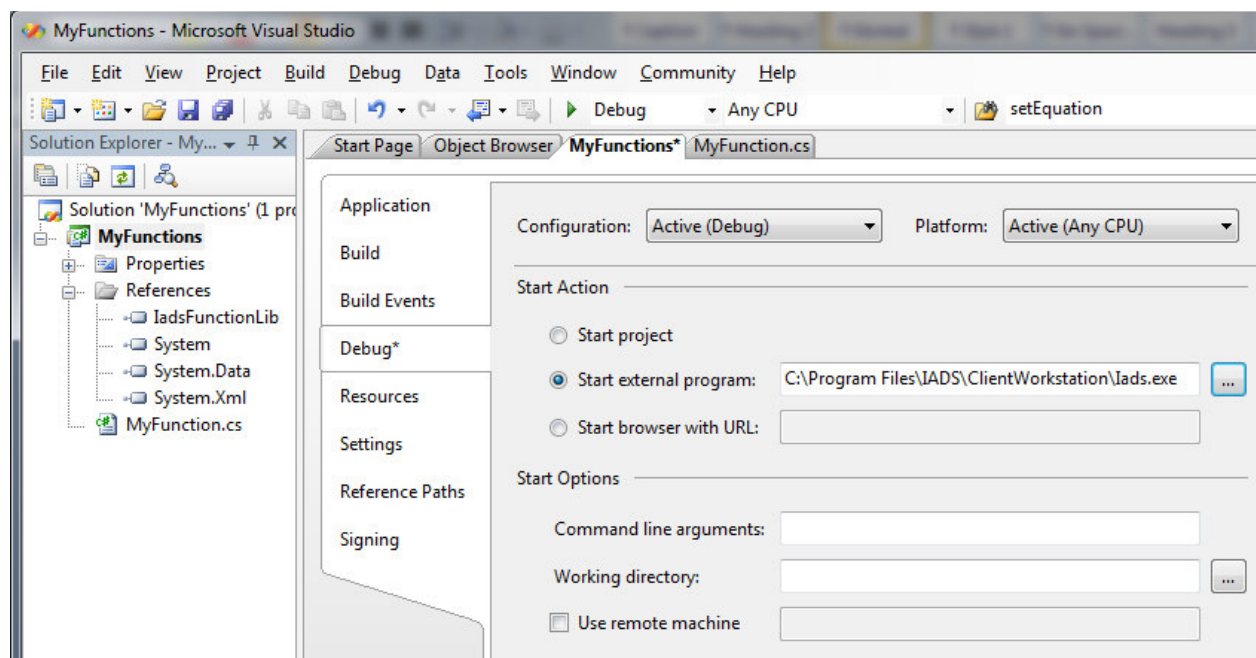 MyFunctions - Microsoft Visual Studio
File Edit View Project Build Debug Data Tools Window Community Help
Debug Any CPU setEquation
Solution Explorer - My...
Start Page Object Browser MyFunctions* MyFunction.cs
Solution 'MyFunctions' (1 pro
MyFunctions
Properties
References
IadsFunctionLib
System
System.Data
System.Xml
MyFunction.cs
Application
Build
Build Events
Debug*
Resources
Settings
Reference Paths
Signing
Configuration: Active (Debug) Platform: Active (Any CPU)
Start Action
Start project
Start external program: C:\Program Files\IADS\ClientWorkstation\Iads.exe ...
Start browser with URL:
Start Options
Command line arguments:
Working directory: ...
Use remote machine